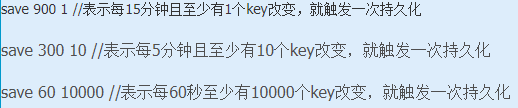 save 900 1 //表示每15分钟且至少有1个key改变，就触发一次持久化
save 300 10 //表示每5分钟且至少有10个key改变，就触发一次持久化
save 60 10000 //表示每60秒至少有10000个key改变，就触发一次持久化